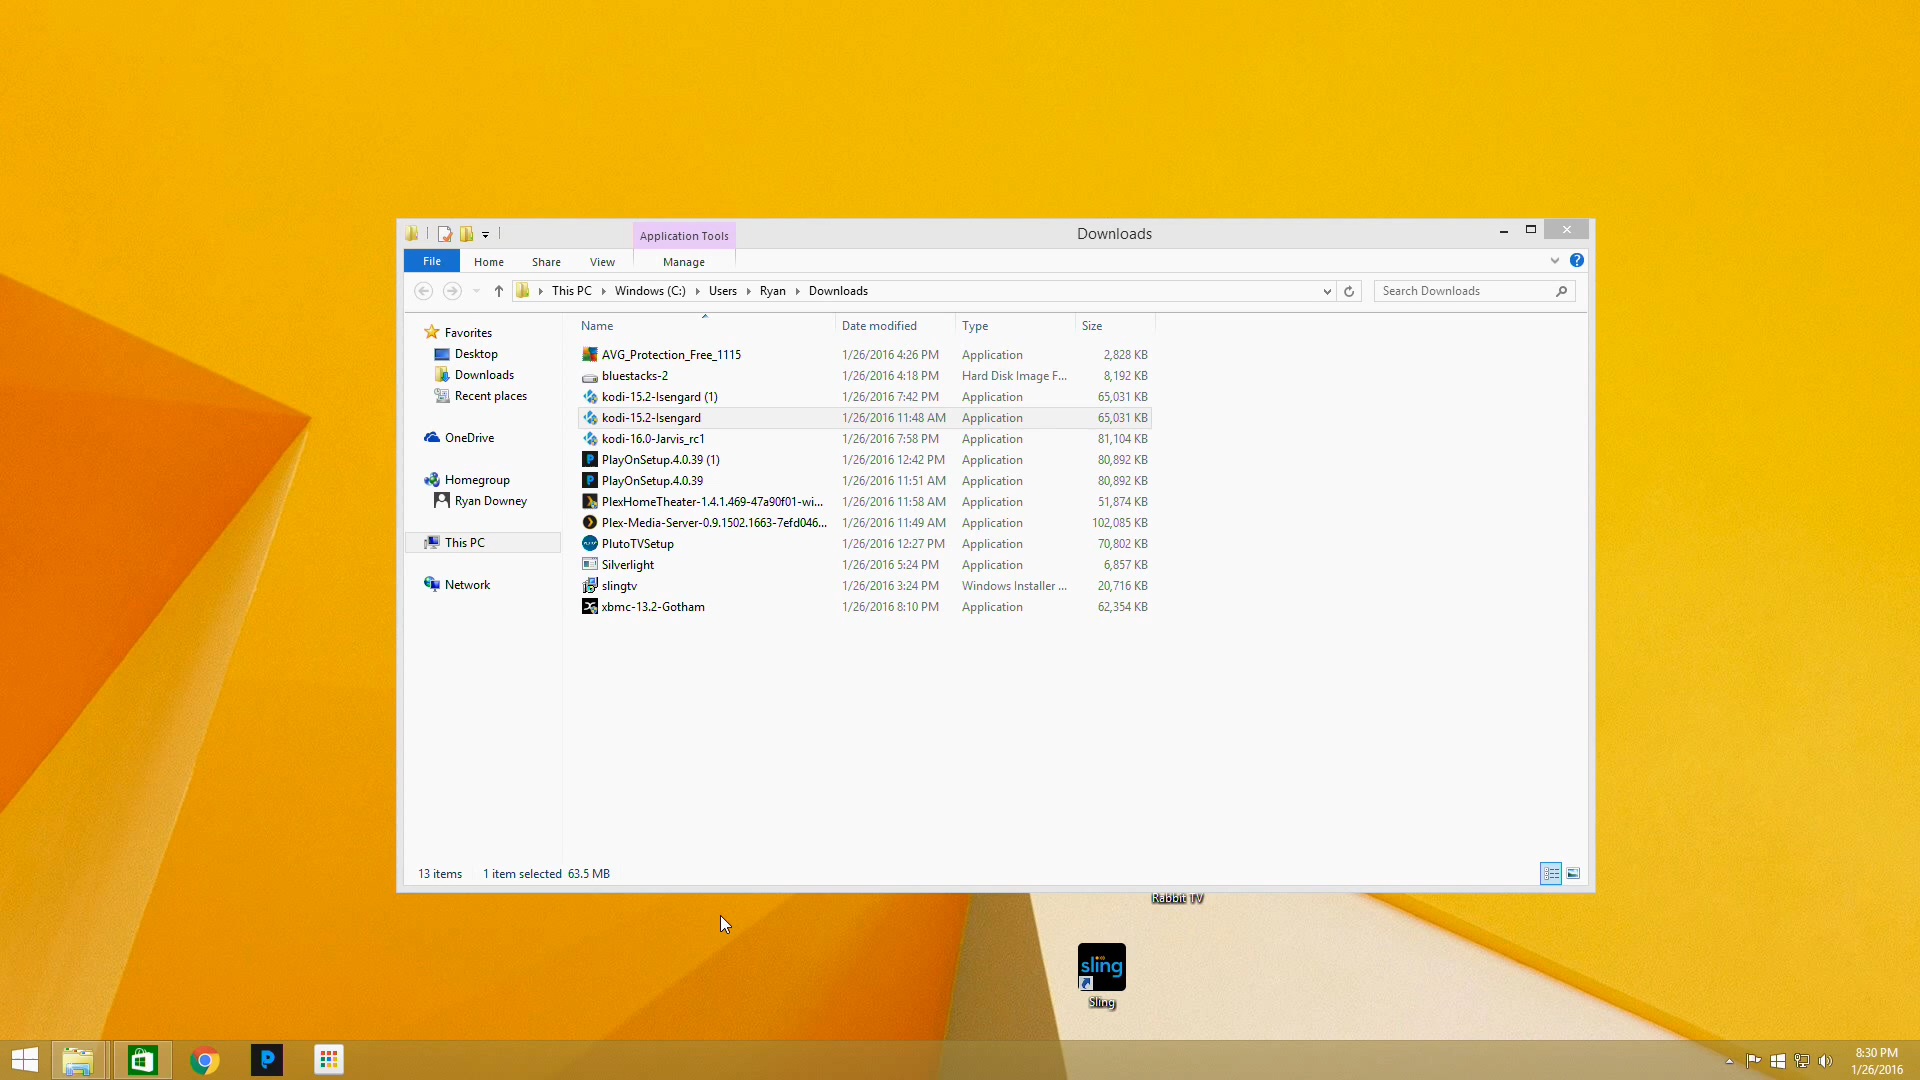 Application Tools
Downloads
File Home Share View Manage
This PC Windows (C:) Users Ryan Downloads
Search Downloads
Name Date modified Type Size
Favorites
Desktop
Downloads
Recent places
OneDrive
Homegroup
Ryan Downey
This PC
Network
AVG_Protection_Free_1115 1/26/2016 4:26 PM Application 2,828 KB
bluestacks-2 1/26/2016 4:18 PM Hard Disk Image F... 8,192 KB
kodi-15.2-Isengard (1) 1/26/2016 7:42 PM Application 65,031 KB
kodi-15.2-Isengard 1/26/2016 11:48 AM Application 65,031 KB
kodi-16.0-Jarvis_rc1 1/26/2016 7:58 PM Application 81,104 KB
PlayOnSetup.4.0.39 (1) 1/26/2016 12:42 PM Application 80,892 KB
PlayOnSetup.4.0.39 1/26/2016 11:51 AM Application 80,892 KB
PlexHomeTheater-1.4.1.469-47a90f01-wi... 1/26/2016 11:58 AM Application 51,874 KB
Plex-Media-Server-0.9.1502.1663-7efd046... 1/26/2016 11:49 AM Application 102,085 KB
PlutoTVSetup 1/26/2016 12:27 PM Application 70,802 KB
Silverlight 1/26/2016 5:24 PM Application 6,857 KB
slingtv 1/26/2016 3:24 PM Windows Installer ... 20,716 KB
xbmc-13.2-Gotham 1/26/2016 8:10 PM Application 62,354 KB
13 items 1 item selected 63.5 MB
Rabbit TV
sling
Sling
8:30 PM
1/26/2016